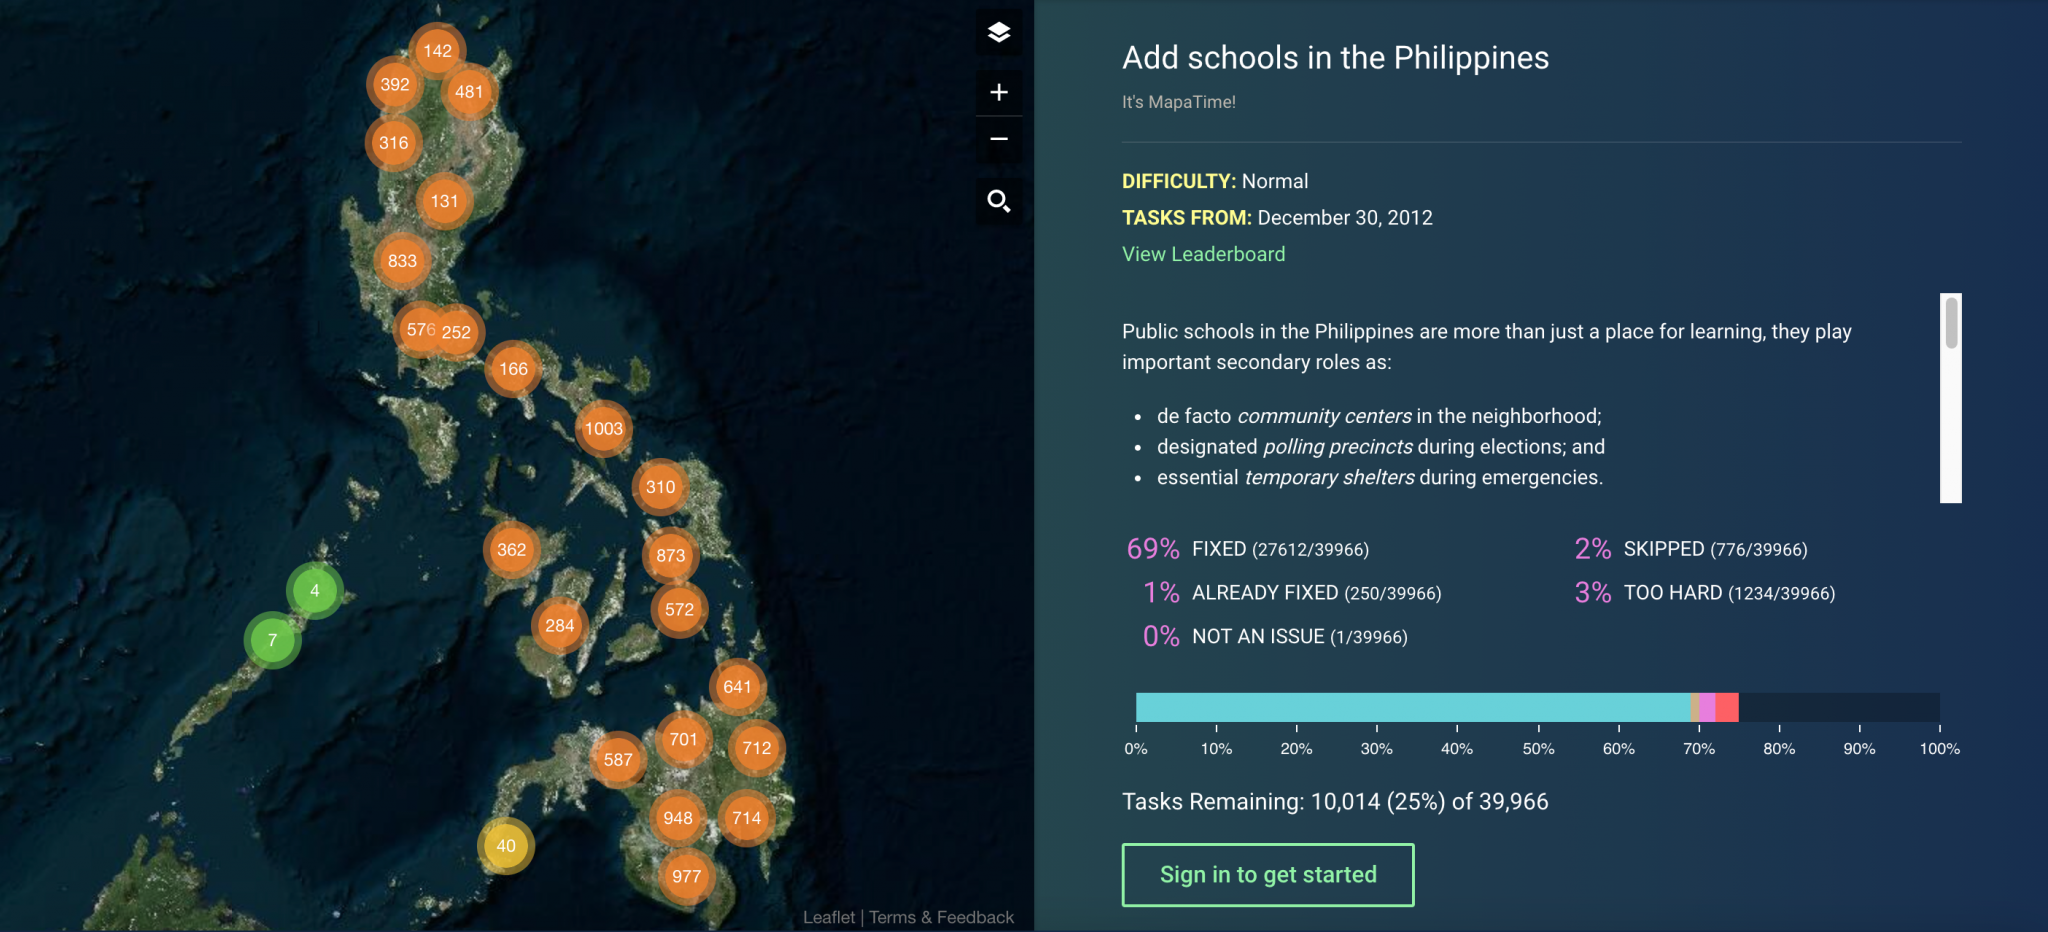 142
392
481
316
131
833
576
252
166
1003
310
362
873
4
572
284
7
641
701
712
587
948
714
40
977
Leaflet | Terms & Feedback
Add schools in the Philippines
It's MapaTime!
DIFFICULTY: Normal
TASKS FROM: December 30, 2012
View Leaderboard
Public schools in the Philippines are more than just a place for learning, they play
important secondary roles as:
• de facto community centers in the neighborhood;
• designated polling precincts during elections; and
• essential temporary shelters during emergencies.
69% FIXED (27612/39966)
2% SKIPPED (776/39966)
1% ALREADY FIXED (250/39966)
3% TOO HARD (1234/39966)
0% NOT AN ISSUE (1/39966)
0% 10% 20% 30% 40% 50% 60% 70% 80% 90% 100%
Tasks Remaining: 10,014 (25%) of 39,966
Sign in to get started